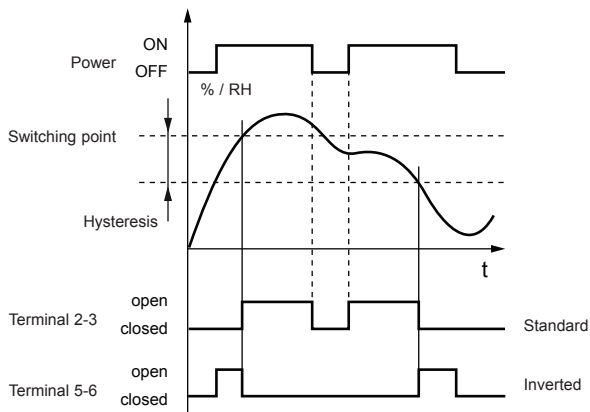 ON
Power
OFF
% / RH
Switching point
Hysteresis
t
open
Terminal 2-3
closed
Standard
open
Terminal 5-6
closed
Inverted